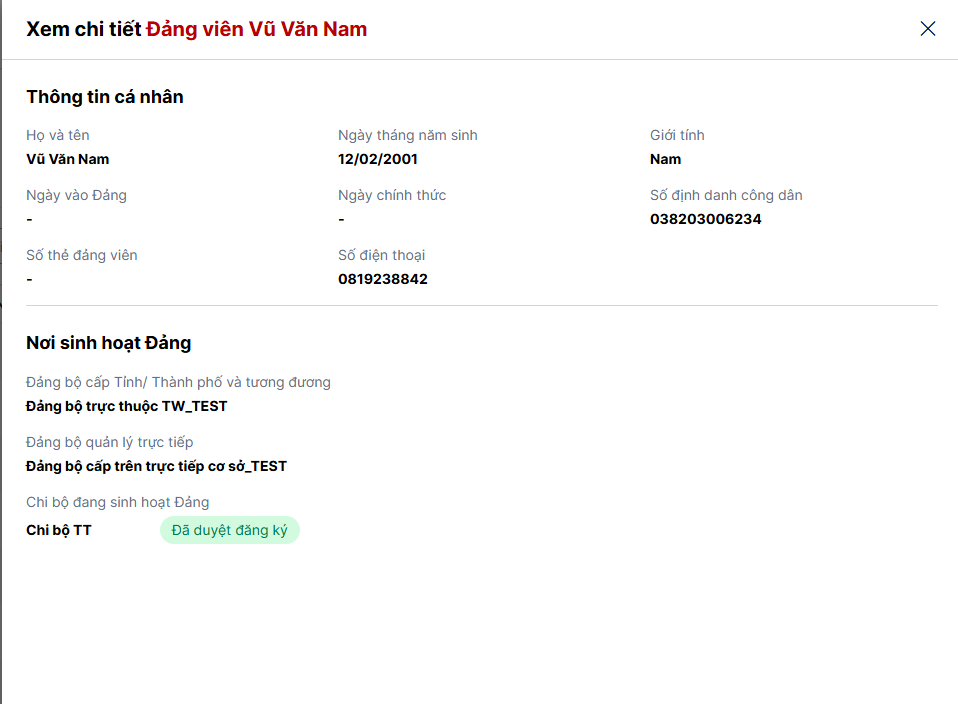 Xem chi tiết Đảng viên Vũ Văn Nam
Thông tin cá nhân
Họ và tên Ngày tháng năm sinh Giới tính
Vũ Văn Nam 12/02/2001 Nam
Ngày vào Đảng Ngày chính thức Số định danh công dân
- - 038203006234
Số thẻ đảng viên Số điện thoại
- 0819238842
Nơi sinh hoạt Đảng
Đảng bộ cấp Tỉnh/ Thành phố và tương đương
Đảng bộ trực thuộc TW_TEST
Đảng bộ quản lý trực tiếp
Đảng bộ cấp trên trực tiếp cơ sở_TEST
Chi bộ đang sinh hoạt Đảng
Chi bộ TT Đã duyệt đăng ký